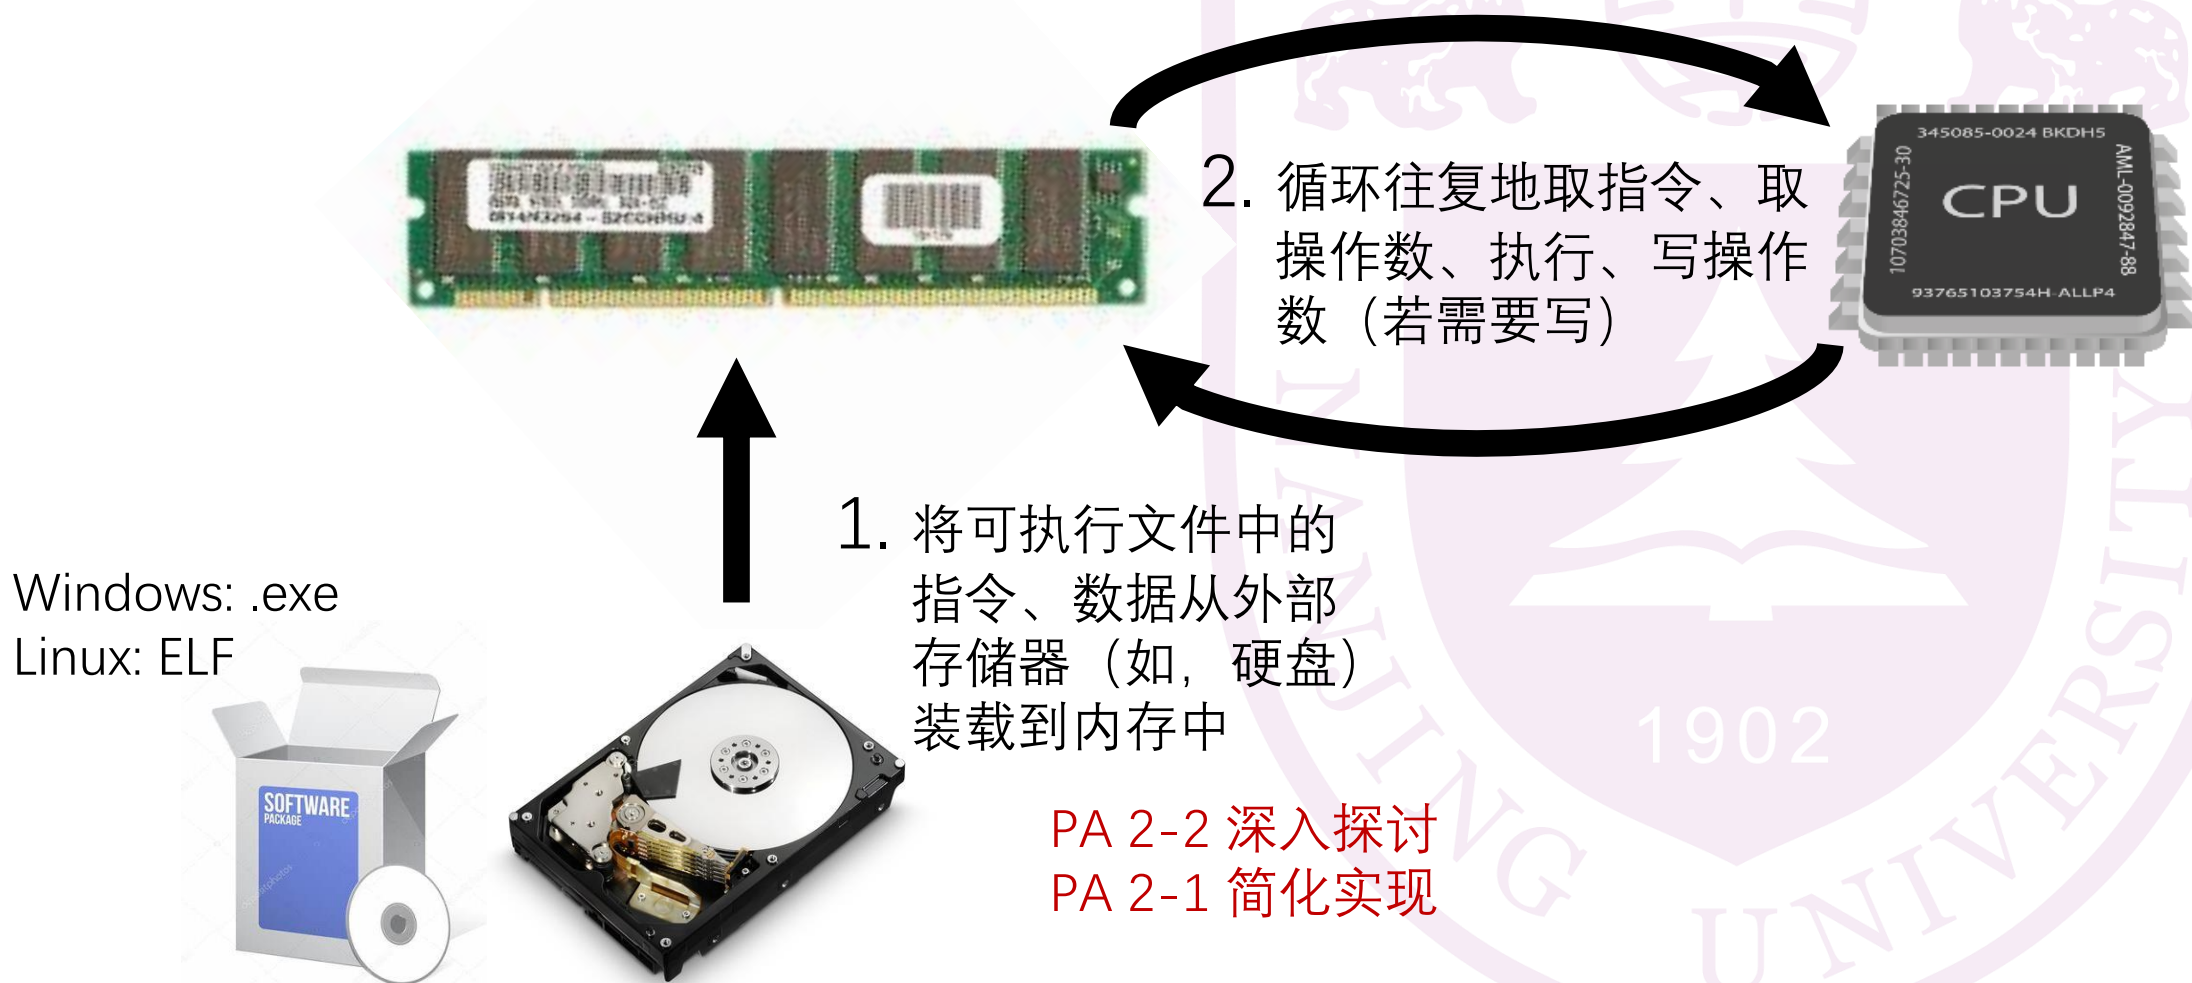 345085-0024 BKDH5
10703846725-30
CPU
AML-0092847-88
93765103754H-ALLP4
2. 循环往复地取指令、取
操作数、执行、写操作
数（若需要写）
1. 将可执行文件中的
指令、数据从外部
存储器（如，硬盘）
装载到内存中
Windows: .exe
Linux: ELF
SOFTWARE
PACKAGE
PA 2-2 深入探讨
PA 2-1 简化实现
NANJING UNIVERSITY
1902